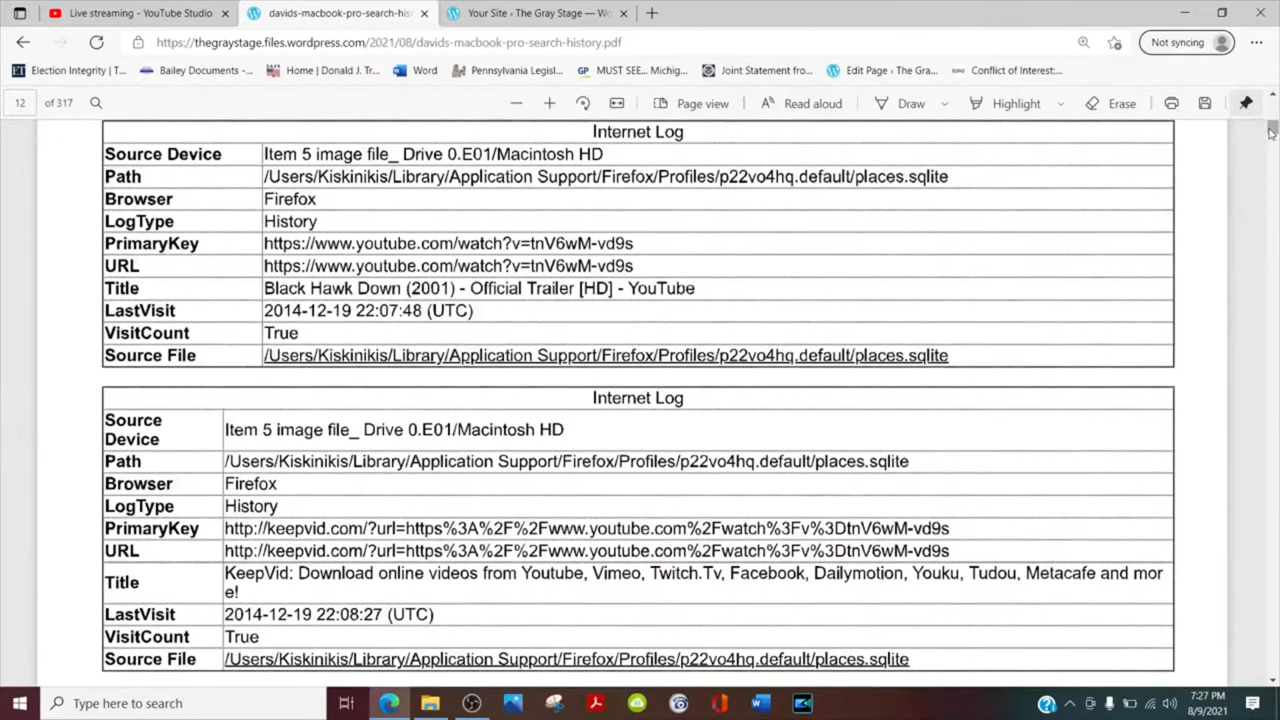 Live streaming - YouTube Studio
davids-macbook-pro-search-his
Your Site ‹ The Gray Stage — Wo
https://thegraystage.files.wordpress.com/2021/08/davids-macbook-pro-search-history.pdf
Not syncing
Election Integrity | T...
Bailey Documents -...
Home | Donald J. Tr...
Word
Pennsylvania Legisl...
GP MUST SEE... Michig...
Joint Statement fro...
Edit Page ‹ The Gra...
Conflict of Interest:...
12 of 317
Page view
Read aloud
Draw
Highlight
Erase
Internet Log
Source Device Item 5 image file_ Drive 0.E01/Macintosh HD
Path /Users/Kiskinikis/Library/Application Support/Firefox/Profiles/p22vo4hq.default/places.sqlite
Browser Firefox
LogType History
PrimaryKey https://www.youtube.com/watch?v=tnV6wM-vd9s
URL https://www.youtube.com/watch?v=tnV6wM-vd9s
Title Black Hawk Down (2001) - Official Trailer [HD] - YouTube
LastVisit 2014-12-19 22:07:48 (UTC)
VisitCount True
Source File /Users/Kiskinikis/Library/Application Support/Firefox/Profiles/p22vo4hq.default/places.sqlite
Internet Log
Source
Device Item 5 image file_ Drive 0.E01/Macintosh HD
Path /Users/Kiskinikis/Library/Application Support/Firefox/Profiles/p22vo4hq.default/places.sqlite
Browser Firefox
LogType History
PrimaryKey http://keepvid.com/?url=https%3A%2F%2Fwww.youtube.com%2Fwatch%3Fv%3DtnV6wM-vd9s
URL http://keepvid.com/?url=https%3A%2F%2Fwww.youtube.com%2Fwatch%3Fv%3DtnV6wM-vd9s
Title KeepVid: Download online videos from Youtube, Vimeo, Twitch.Tv, Facebook, Dailymotion, Youku, Tudou, Metacafe and mor
e!
LastVisit 2014-12-19 22:08:27 (UTC)
VisitCount True
Source File /Users/Kiskinikis/Library/Application Support/Firefox/Profiles/p22vo4hq.default/places.sqlite
Type here to search
7:27 PM
8/9/2021